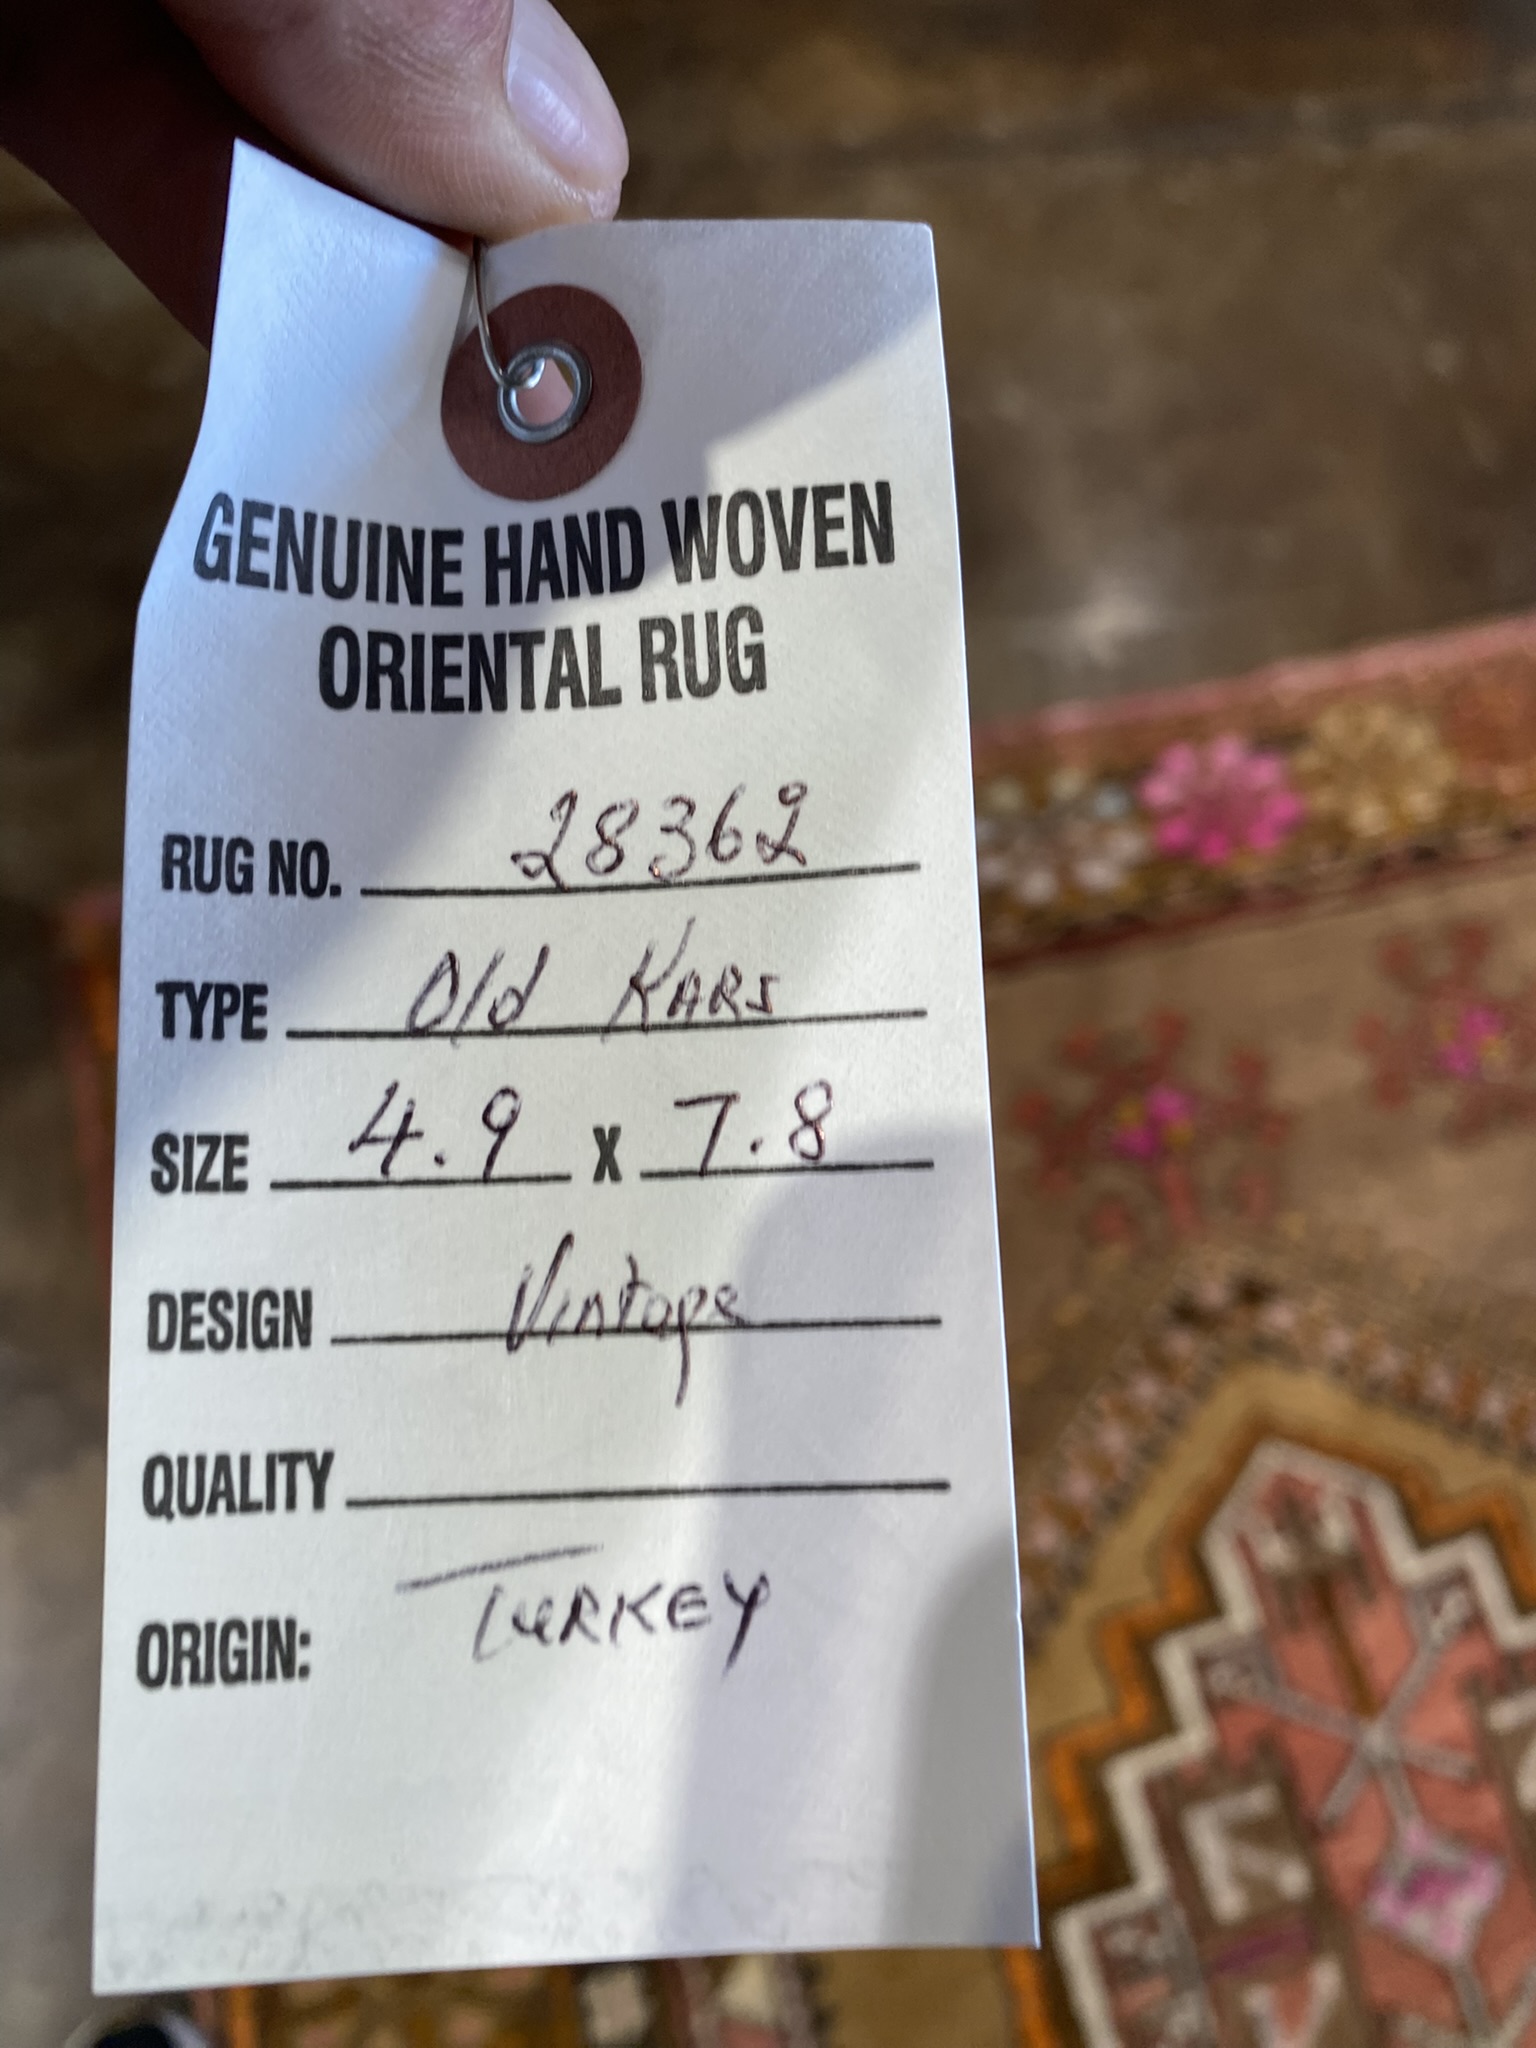 GENUINE HAND WOVEN
ORIENTAL RUG
RUG NO. 28362
TYPE Old KARS
SIZE 4.9 X 7.8
DESIGN Vintage
QUALITY
ORIGIN: TURKEY